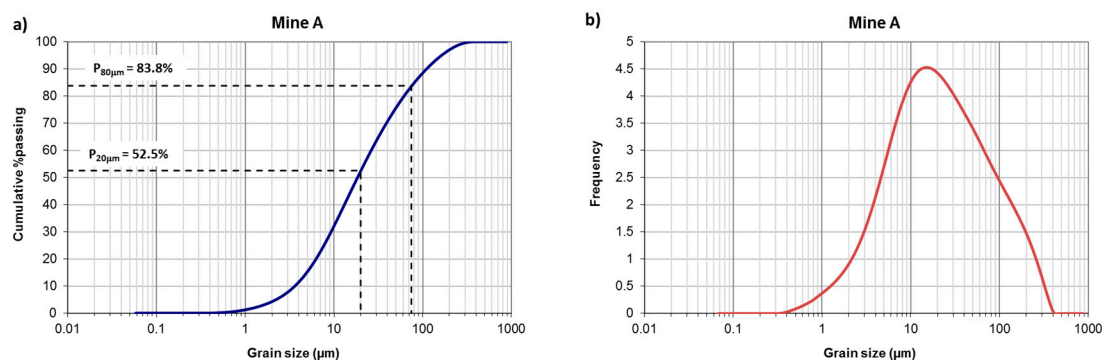 a)
Mine A
Cumulative %passing
100
90
80
70
60
50
40
30
20
10
0
P80µm = 83.8%
P20µm = 52.5%
0.01 0.1 1 10 100 1000
Grain size (µm)
b)
Mine A
Frequency
5
4.5
4
3.5
3
2.5
2
1.5
1
0.5
0
0.01 0.1 1 10 100 1000
Grain size (µm)